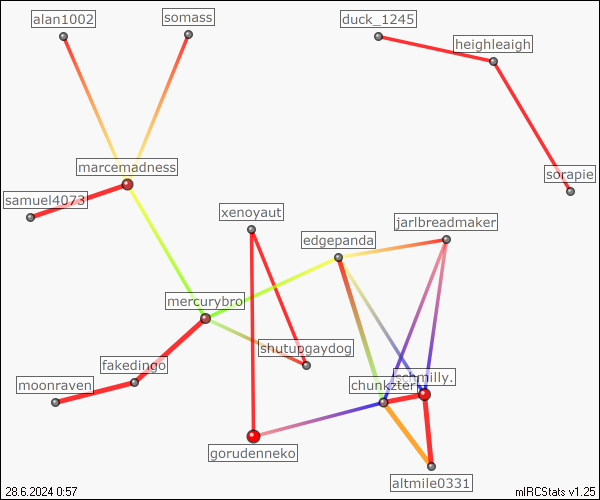 alan1002
somass
duck_1245
heighleaigh
marcemadness
sorapie
samuel4073
xenoyaut
jarlbreadmaker
edgepanda
mercurybro
shutupgaydog
fakedingo
schmilly.
moonraven
chunkzter
gorudenneko
altmile0331
28.6.2024 0:57
mIRCStats v1.25